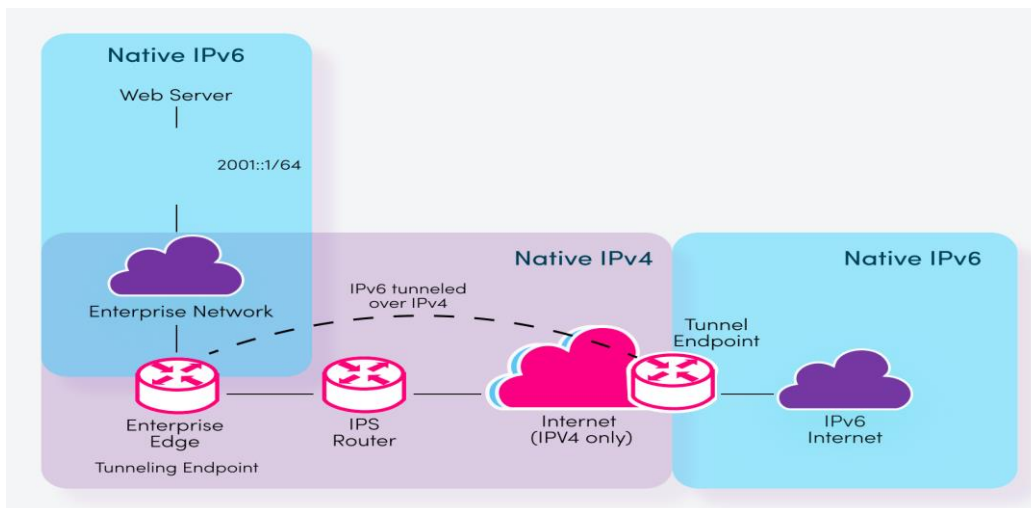 Native IPv6
Web Server
2001::1/64
Native IPv4
Native IPv6
IPv6 tunneled
over IPv4
Enterprise Network
Tunnel
Endpoint
Enterprise
Edge
Tunneling Endpoint
IPS
Router
Internet
(IPV4 only)
IPv6
Internet